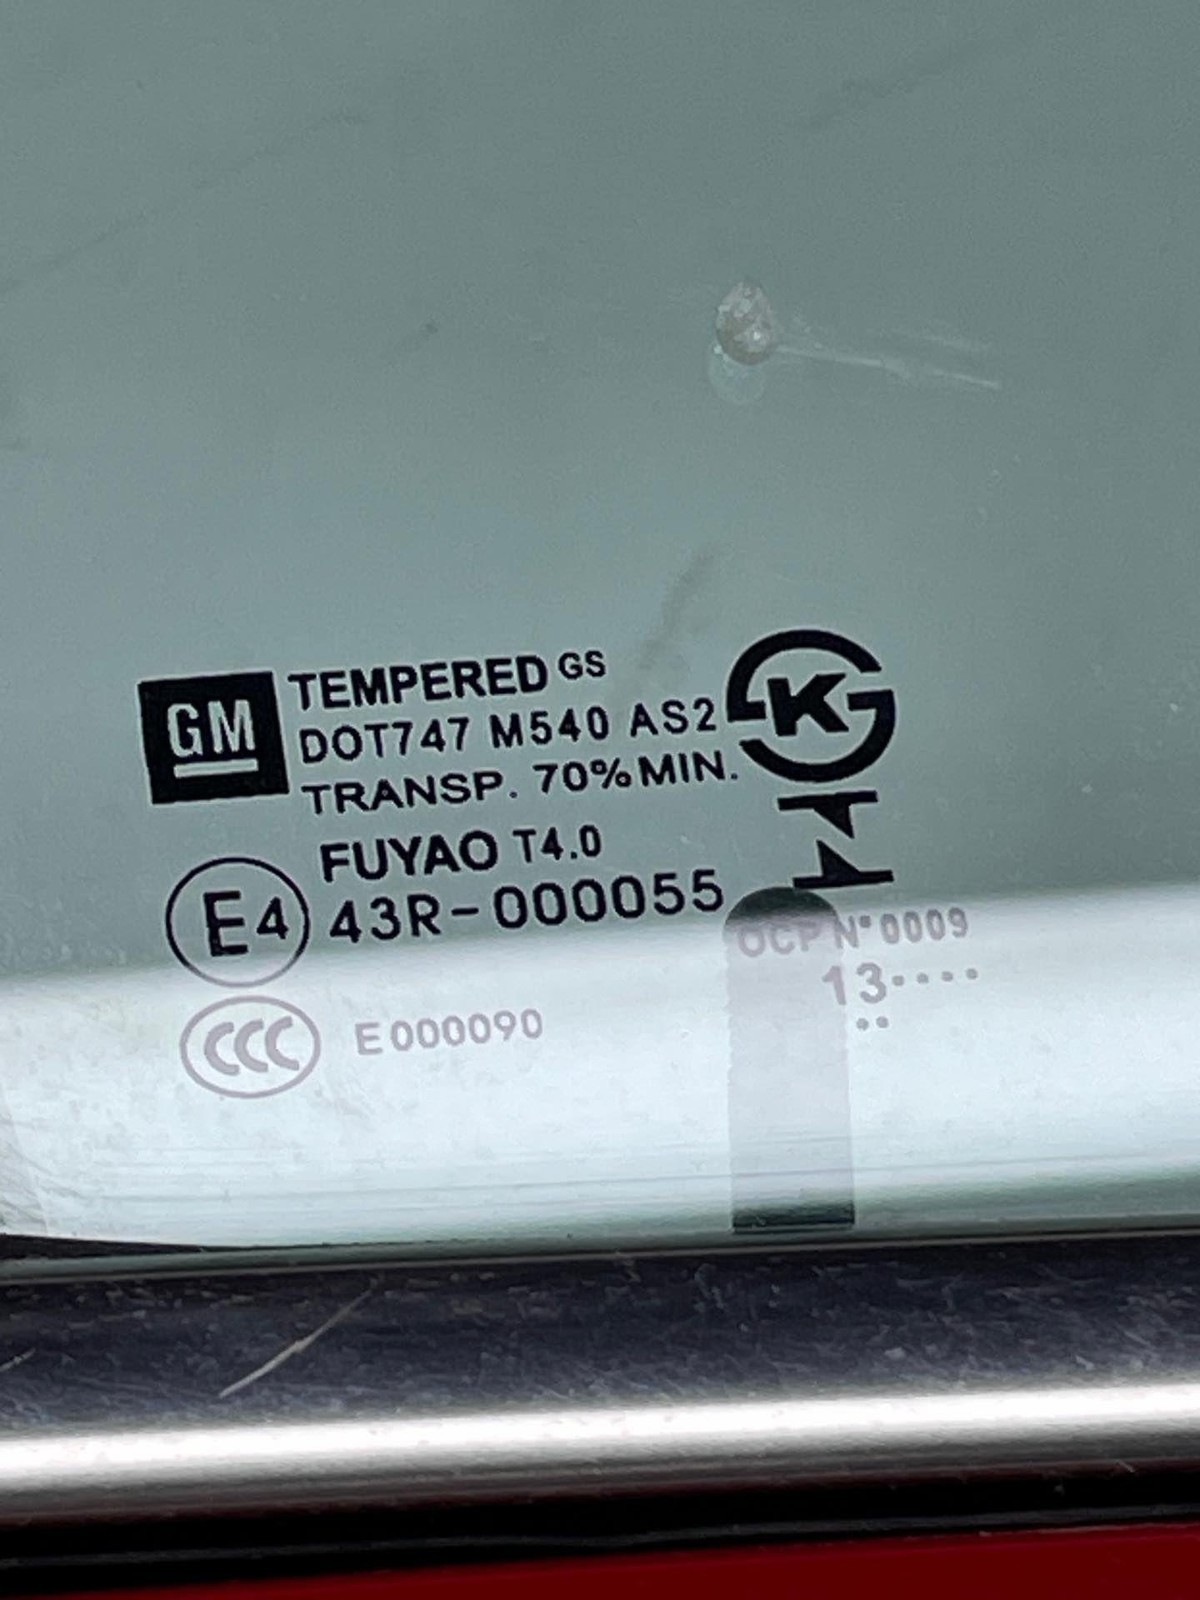 GM
TEMPERED GS
DOT747 M540 AS2
TRANSP. 70% MIN.
FUYAO T4.0
E4 43R-000055
OCP N° 0009
13....
..
CCC E000090